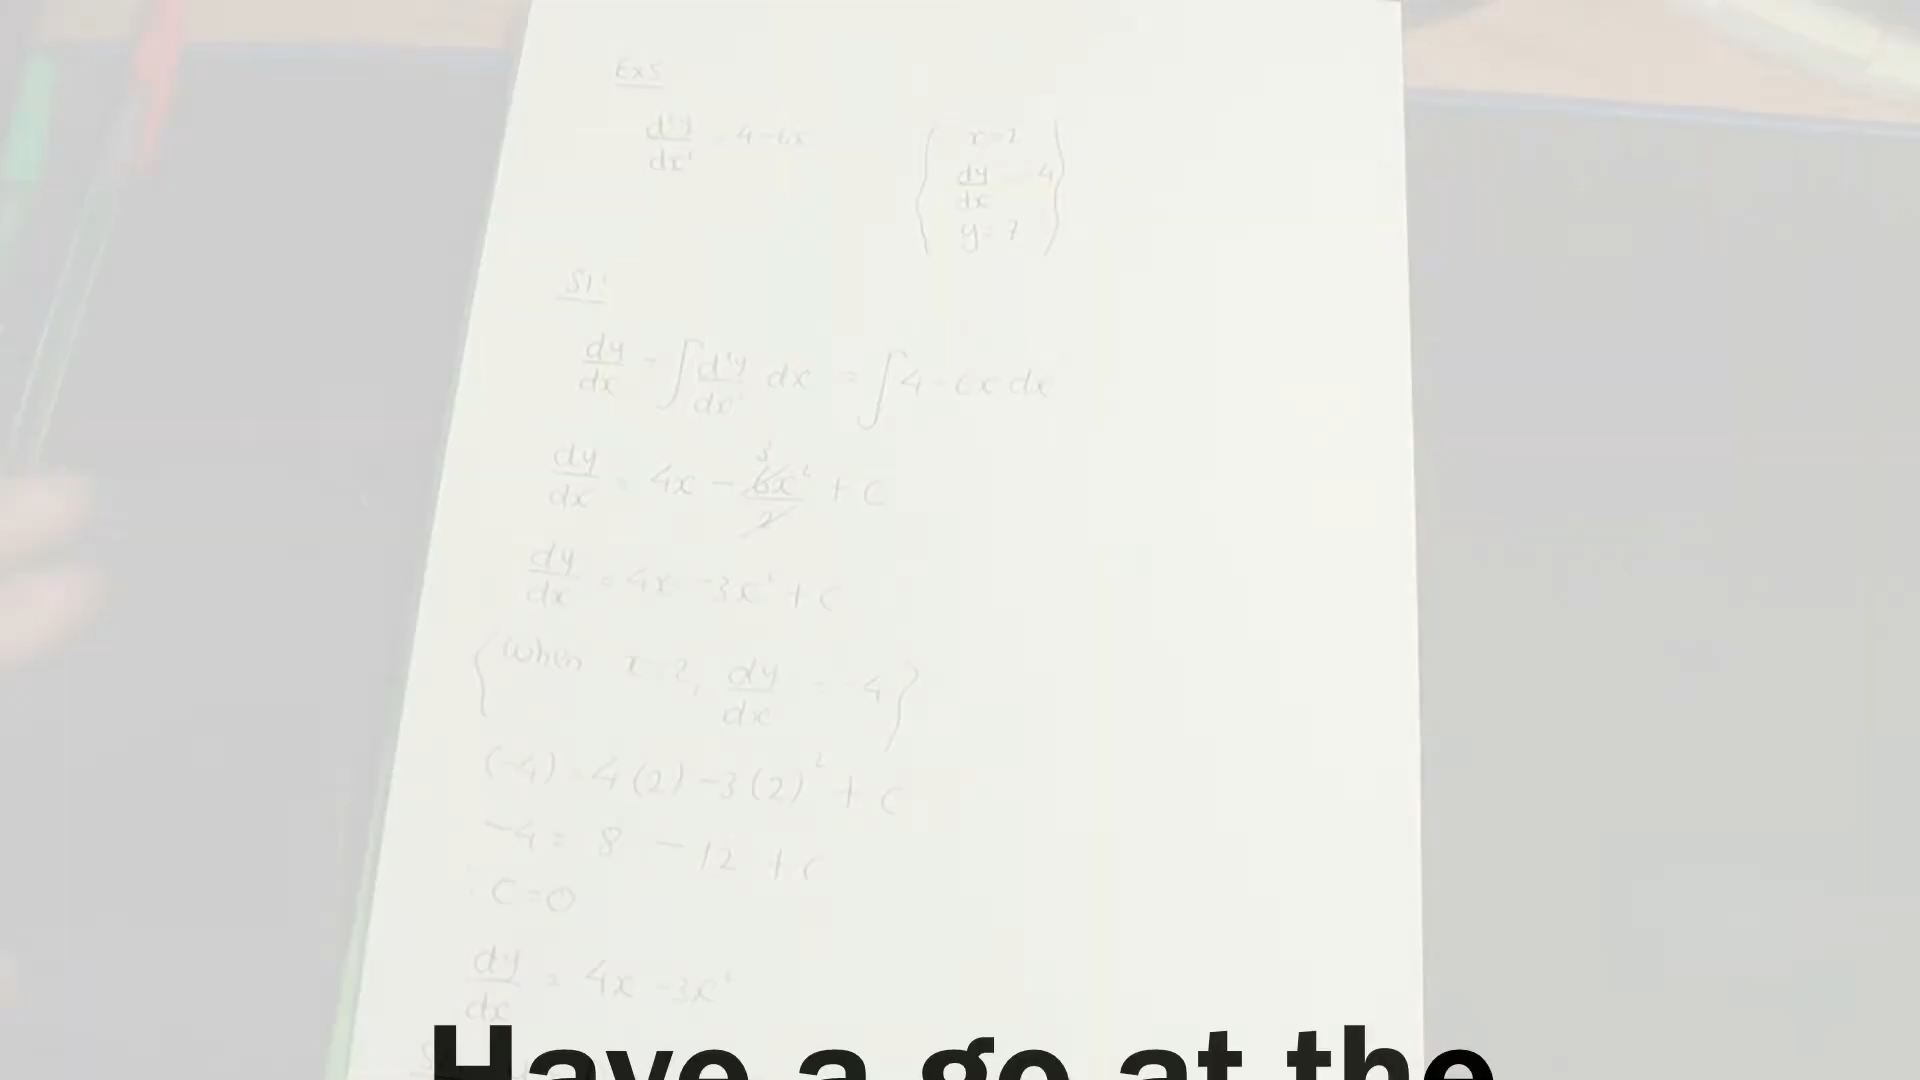 Ex5
d²y/dx² = 4-6x
x=2
dy/dx = -4
y=7
S1:
dy/dx = ∫ d²y/dx² dx = ∫ 4-6x dx
dy/dx = 4x - 6x²/2 + C
3
dy/dx = 4x -3x² + C
{when x=2, dy/dx = -4}
(-4) = 4(2) -3(2)² + C
-4 = 8 - 12 + C
C=0
dy/dx = 4x -3x²
Have a go at the